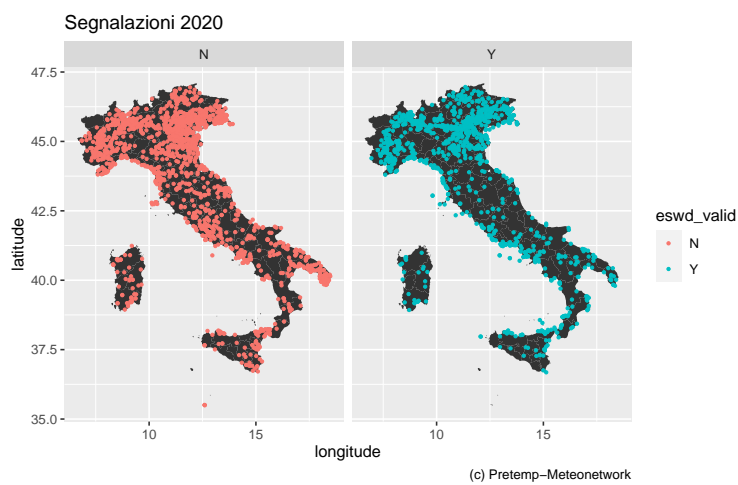 Segnalazioni 2020
N
Y
47.5
45.0
42.5
40.0
37.5
35.0
latitude
10
15
10
15
longitude
eswd_valid
N
Y
(c) Pretemp−Meteonetwork